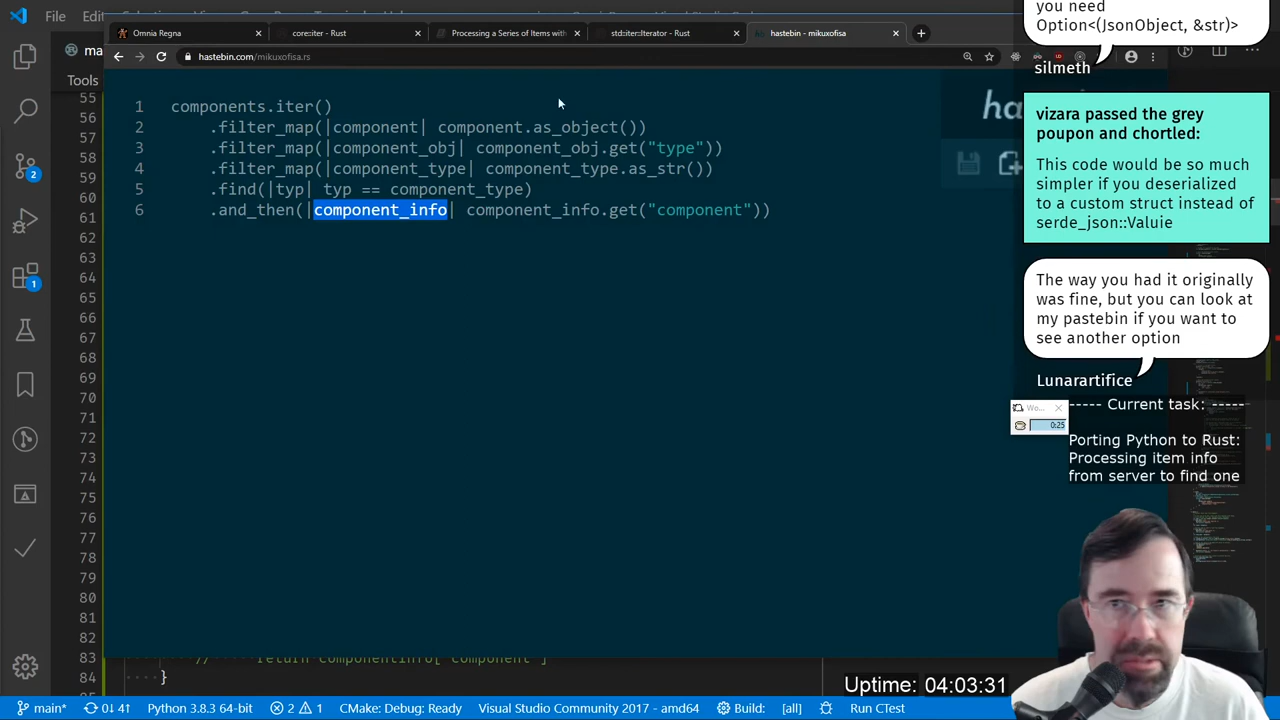 File
Edi
ma
Tools
Omnia Regna
core::iter - Rust
Processing a Series of Items with
std::iter::Iterator - Rust
hastebin - mikuxofisa
hastebin.com/mikuxofisa.rs
1 components.iter()
2 .filter_map(|component| component.as_object())
3 .filter_map(|component_obj| component_obj.get("type"))
4 .filter_map(|component_type| component_type.as_str())
5 .find(|typ| typ == component_type)
6 .and_then(|component_info| component_info.get("component"))
ha
55
56
57
58
59
60
61
62
63
64
65
66
67
68
69
70
71
72
73
74
75
76
77
78
79
80
81
82
83 // return componentinfo[ component ]
84 }
2
1
you need
Option<(JsonObject, &str)>
silmeth
vizara passed the grey
poupon and chortled:
This code would be so much
simpler if you deserialized
to a custom struct instead of
serde_json::Valuie
The way you had it originally
was fine, but you can look at
my pastebin if you want to
see another option
Lunarartifice
Wo...
0:25
----- Current task: -----
Porting Python to Rust:
Processing item info
from server to find one
Uptime: 04:03:31
main*
01 41
Python 3.8.3 64-bit
2
1
CMake: Debug: Ready
Visual Studio Community 2017 - amd64
Build:
[all]
Run CTest